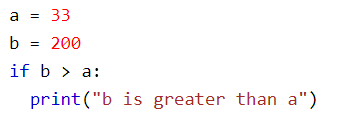 a = 33
b = 200
if b > a:
  print("b is greater than a")